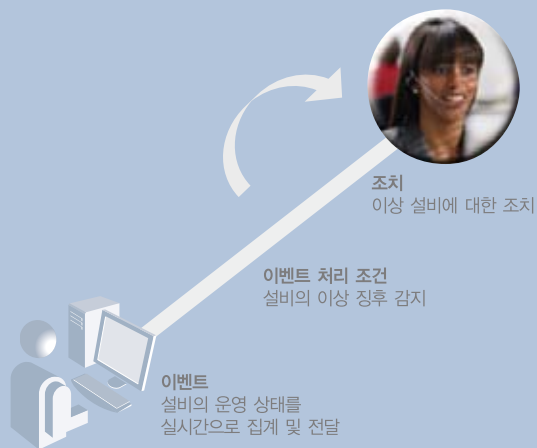 조치
이상 설비에 대한 조치
이벤트 처리 조건
설비의 이상 징후 감지
이벤트
설비의 운영 상태를
실시간으로 집계 및 전달